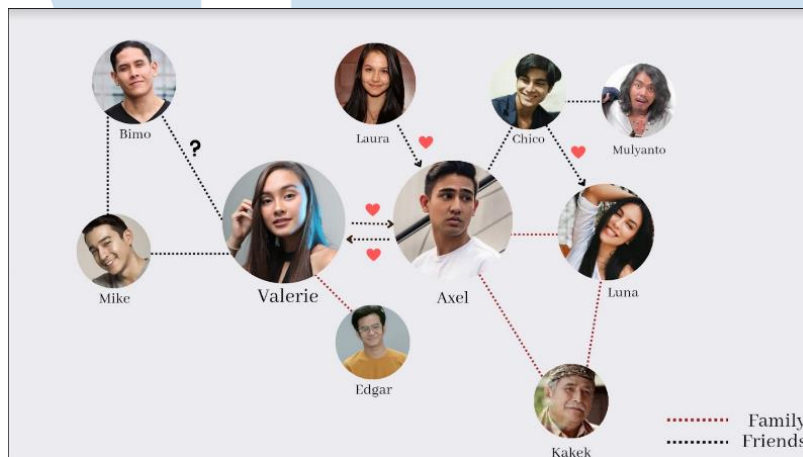 Bimo
Laura
Chico
Mulyanto
?
Mike
Valerie
Axel
Luna
Edgar
Kakek
Family
Friends